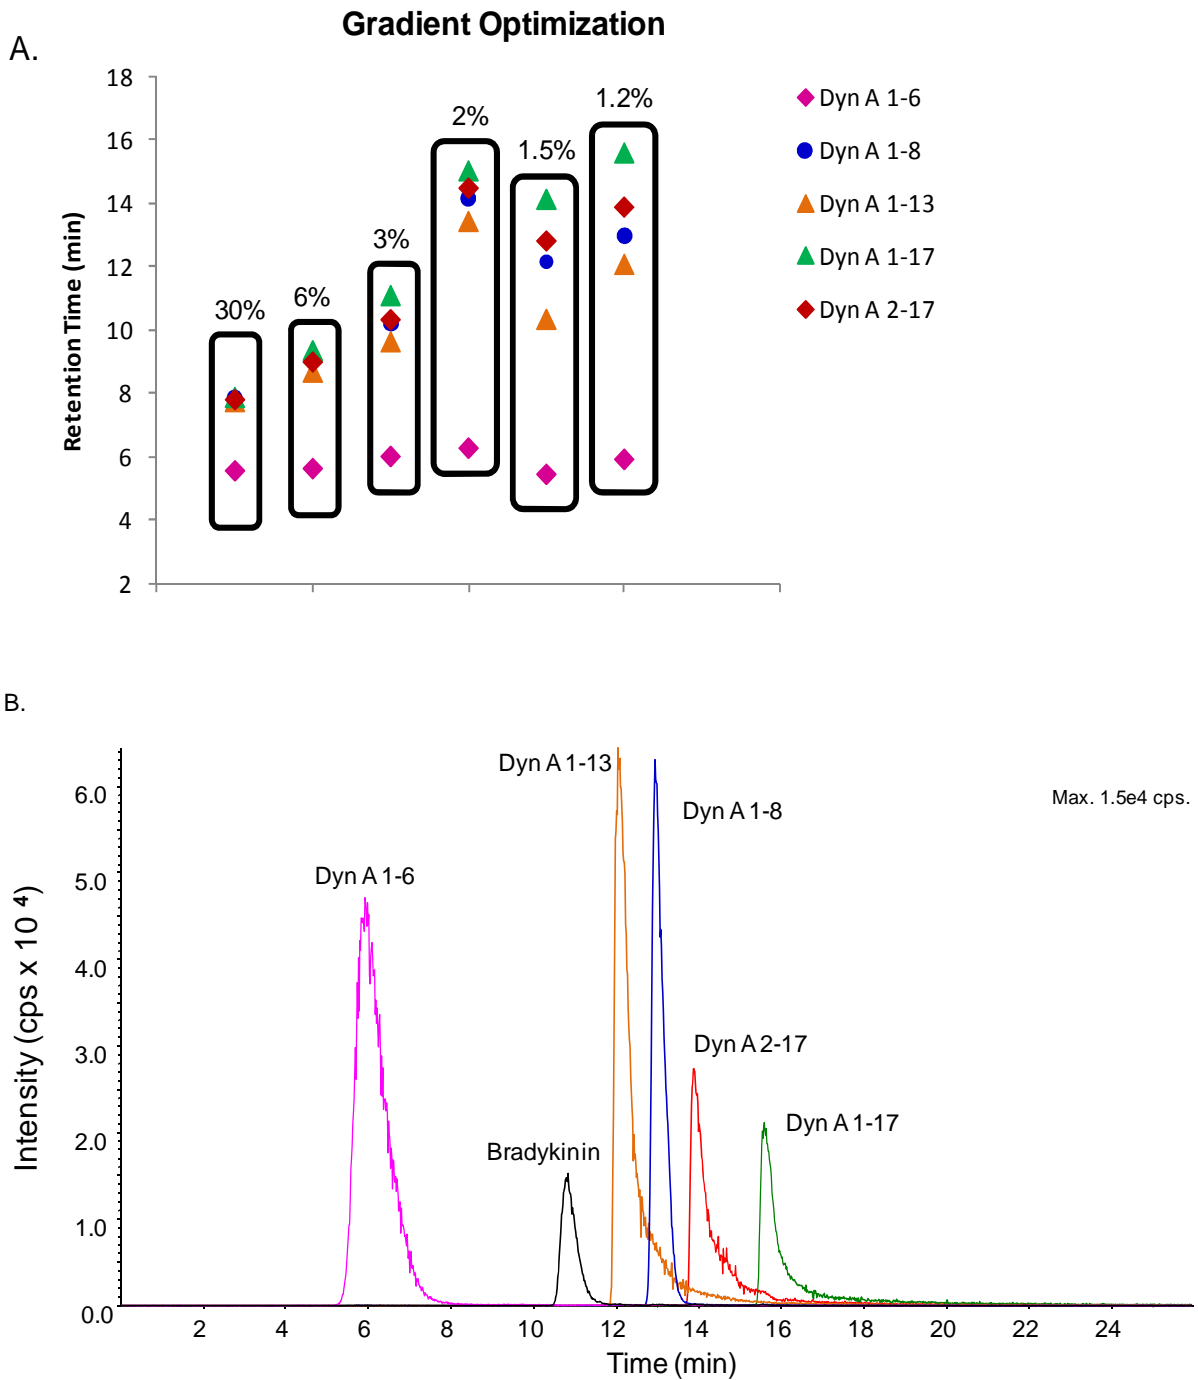 Gradient Optimization
A.
18
16
14
12
10
8
6
4
2
Retention Time (min)
30%
6%
3%
2%
1.5%
1.2%
Dyn A 1-6
Dyn A 1-8
Dyn A 1-13
Dyn A 1-17
Dyn A 2-17
B.
Dyn A 1-13
Dyn A 1-8
Max. 1.5e4 cps.
Dyn A 1-6
Dyn A 2-17
Dyn A 1-17
Bradykinin
Intensity (cps x 10 4)
6.0
5.0
4.0
3.0
2.0
1.0
0.0
2 4 6 8 10 12 13 14 16 18 20 22 24
Time (min)